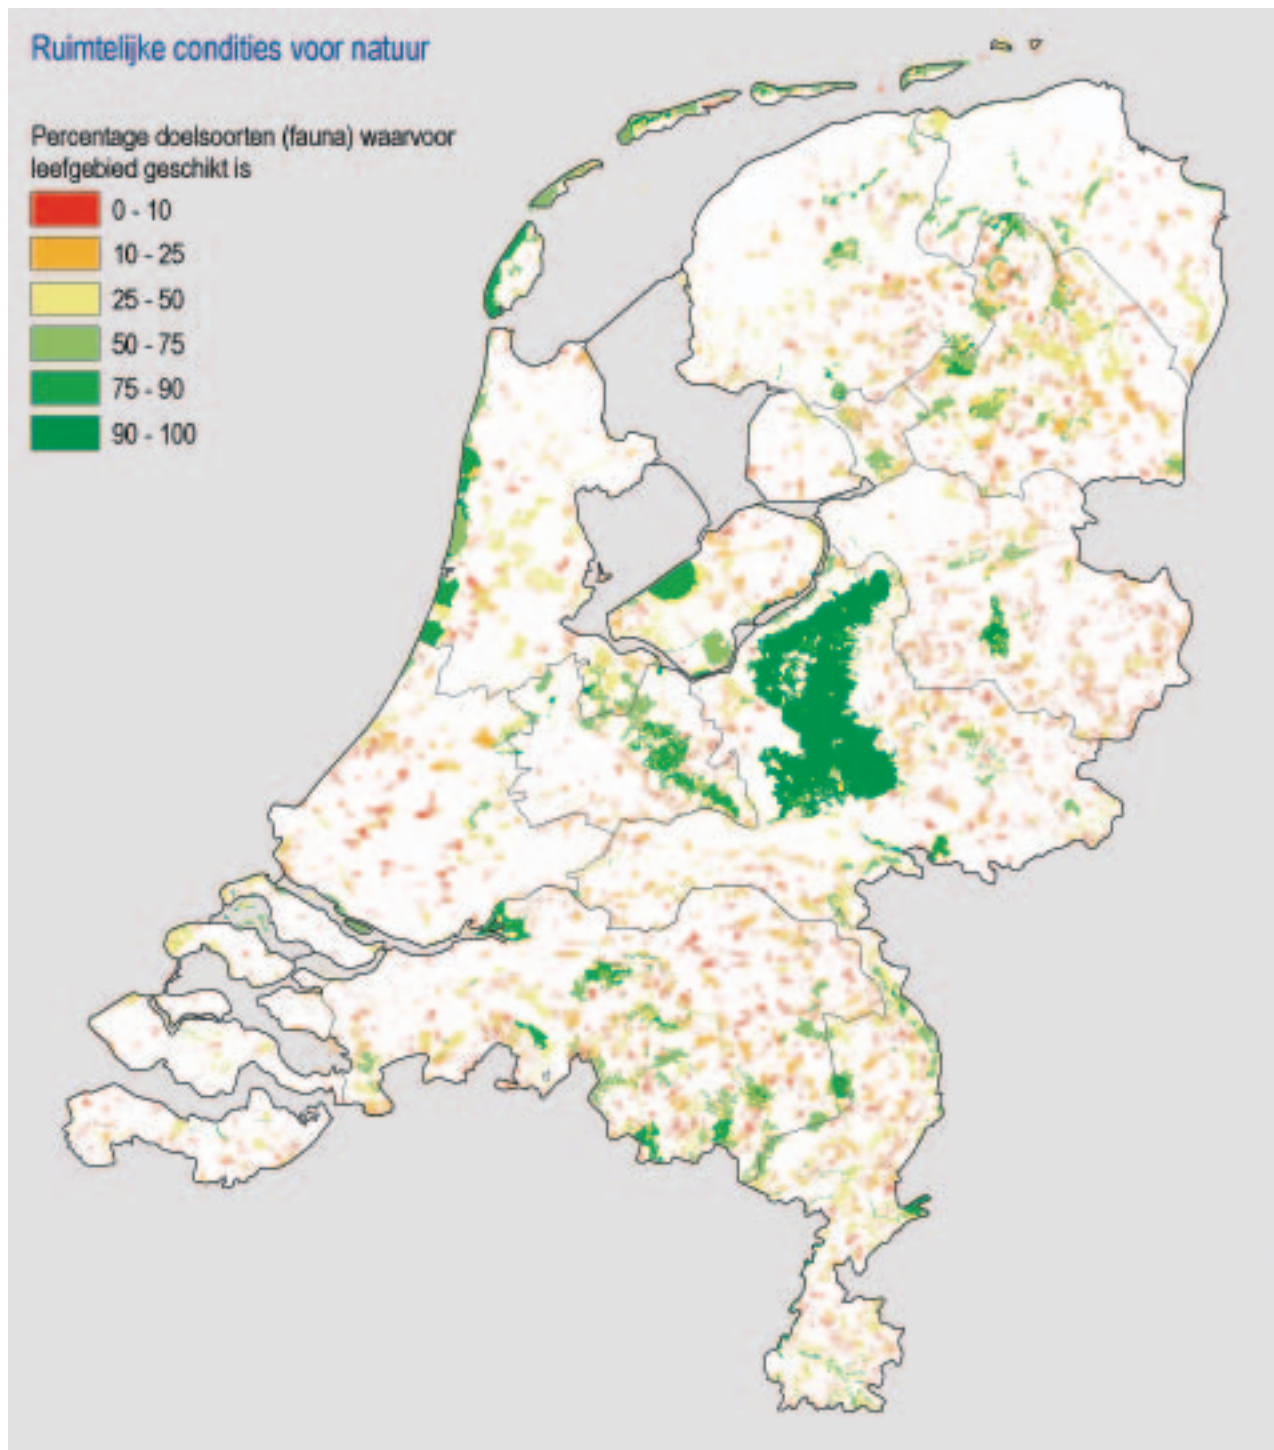 Ruimtelijke condities voor natuur
Percentage doelsoorten (fauna) waarvoor
leefgebied geschikt is
0 - 10
10 - 25
25 - 50
50 - 75
75 - 90
90 - 100